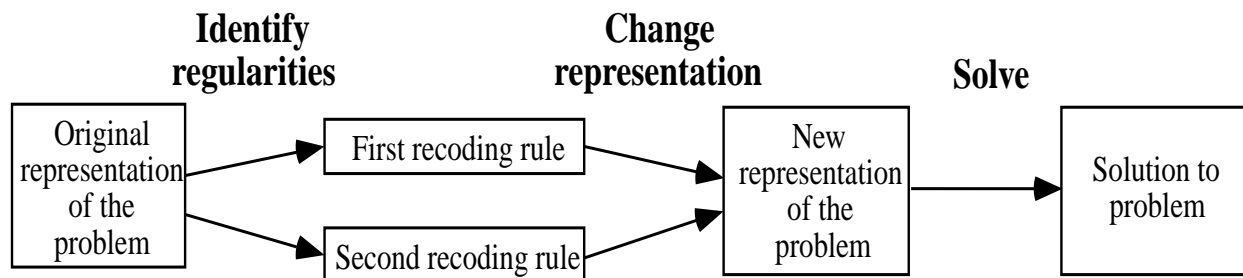 Identify
regularities
Change
representation
Solve
Original
representation
of the
problem
First recoding rule
Second recoding rule
New
representation
of the
problem
Solution to
problem